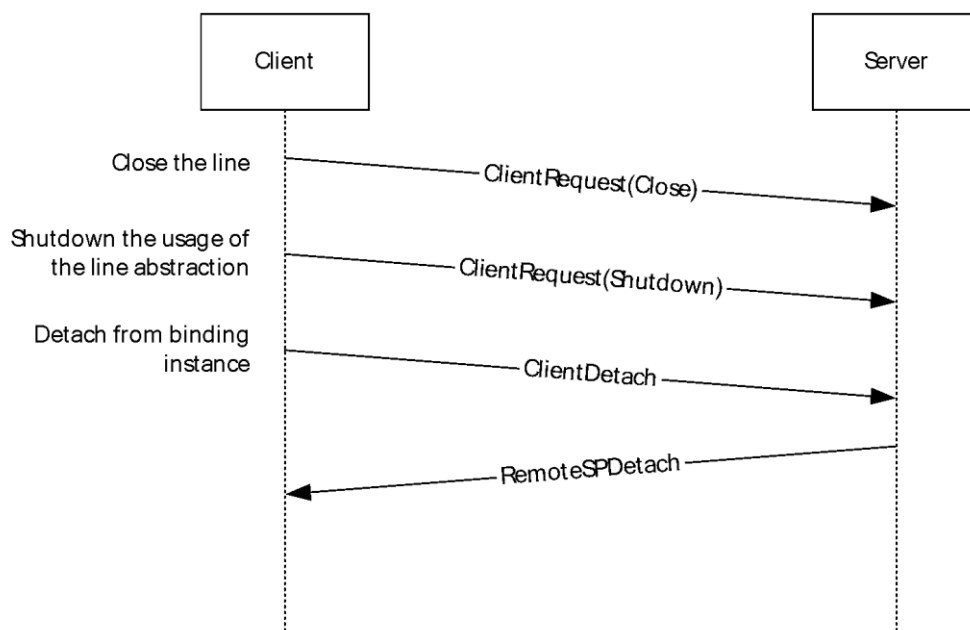 Client
Server
Close the line
ClientRequest(Close)
Shutdown the usage of
the line abstraction
ClientRequest(Shutdown)
Detach from binding
instance
ClientDetach
RemoteSPDetach